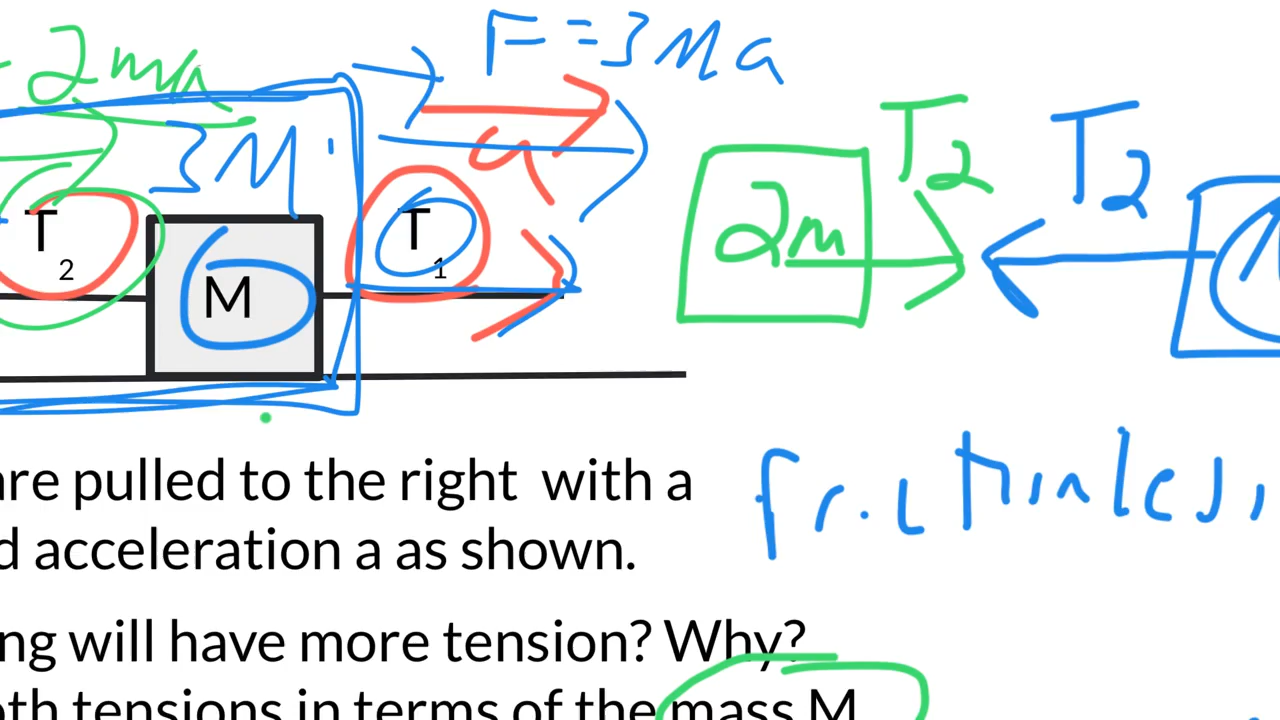 F = 3Ma
2ma
3M
a
T2 T1
M
T2 T2
2m
are pulled to the right with a
d acceleration a as shown.
frictionless
ng will have more tension? Why?
oth tensions in terms of the mass M